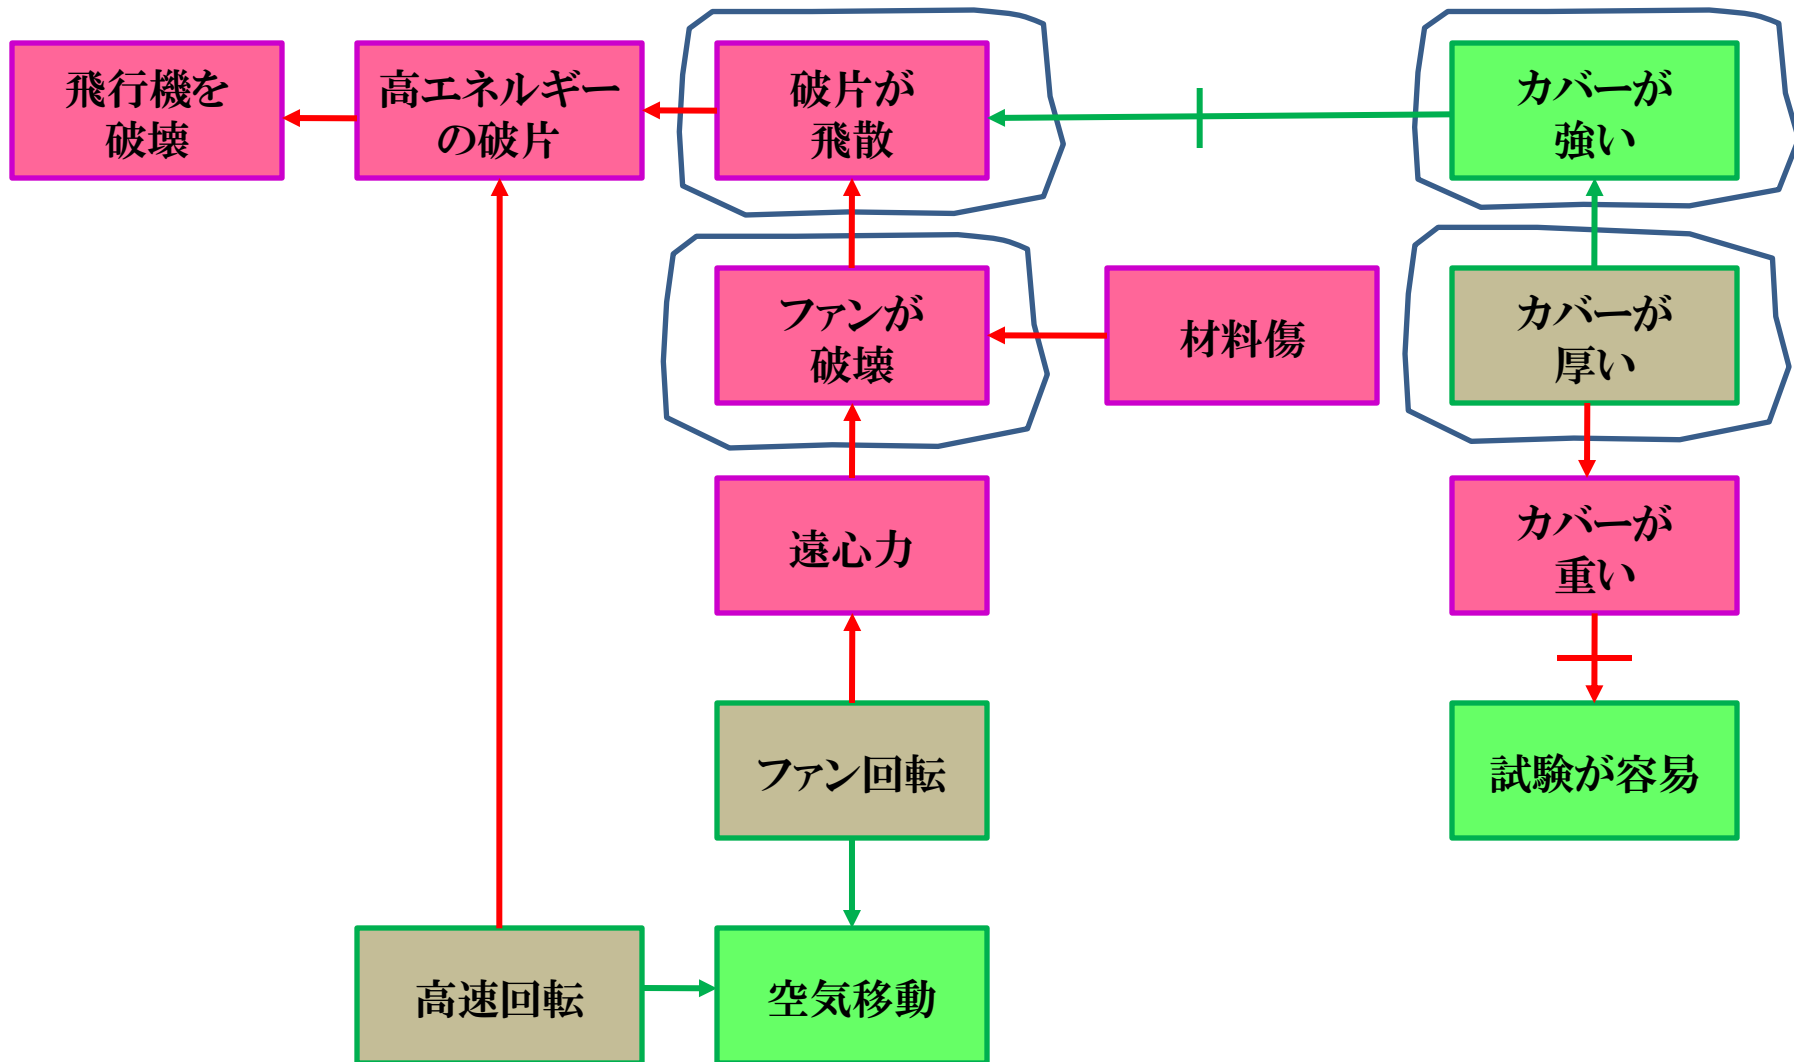 飛行機を
破壊
高エネルギー
の破片
破片が
飛散
カバーが
強い
ファンが
破壊
材料傷
カバーが
厚い
遠心力
カバーが
重い
ファン回転
試験が容易
高速回転
空気移動